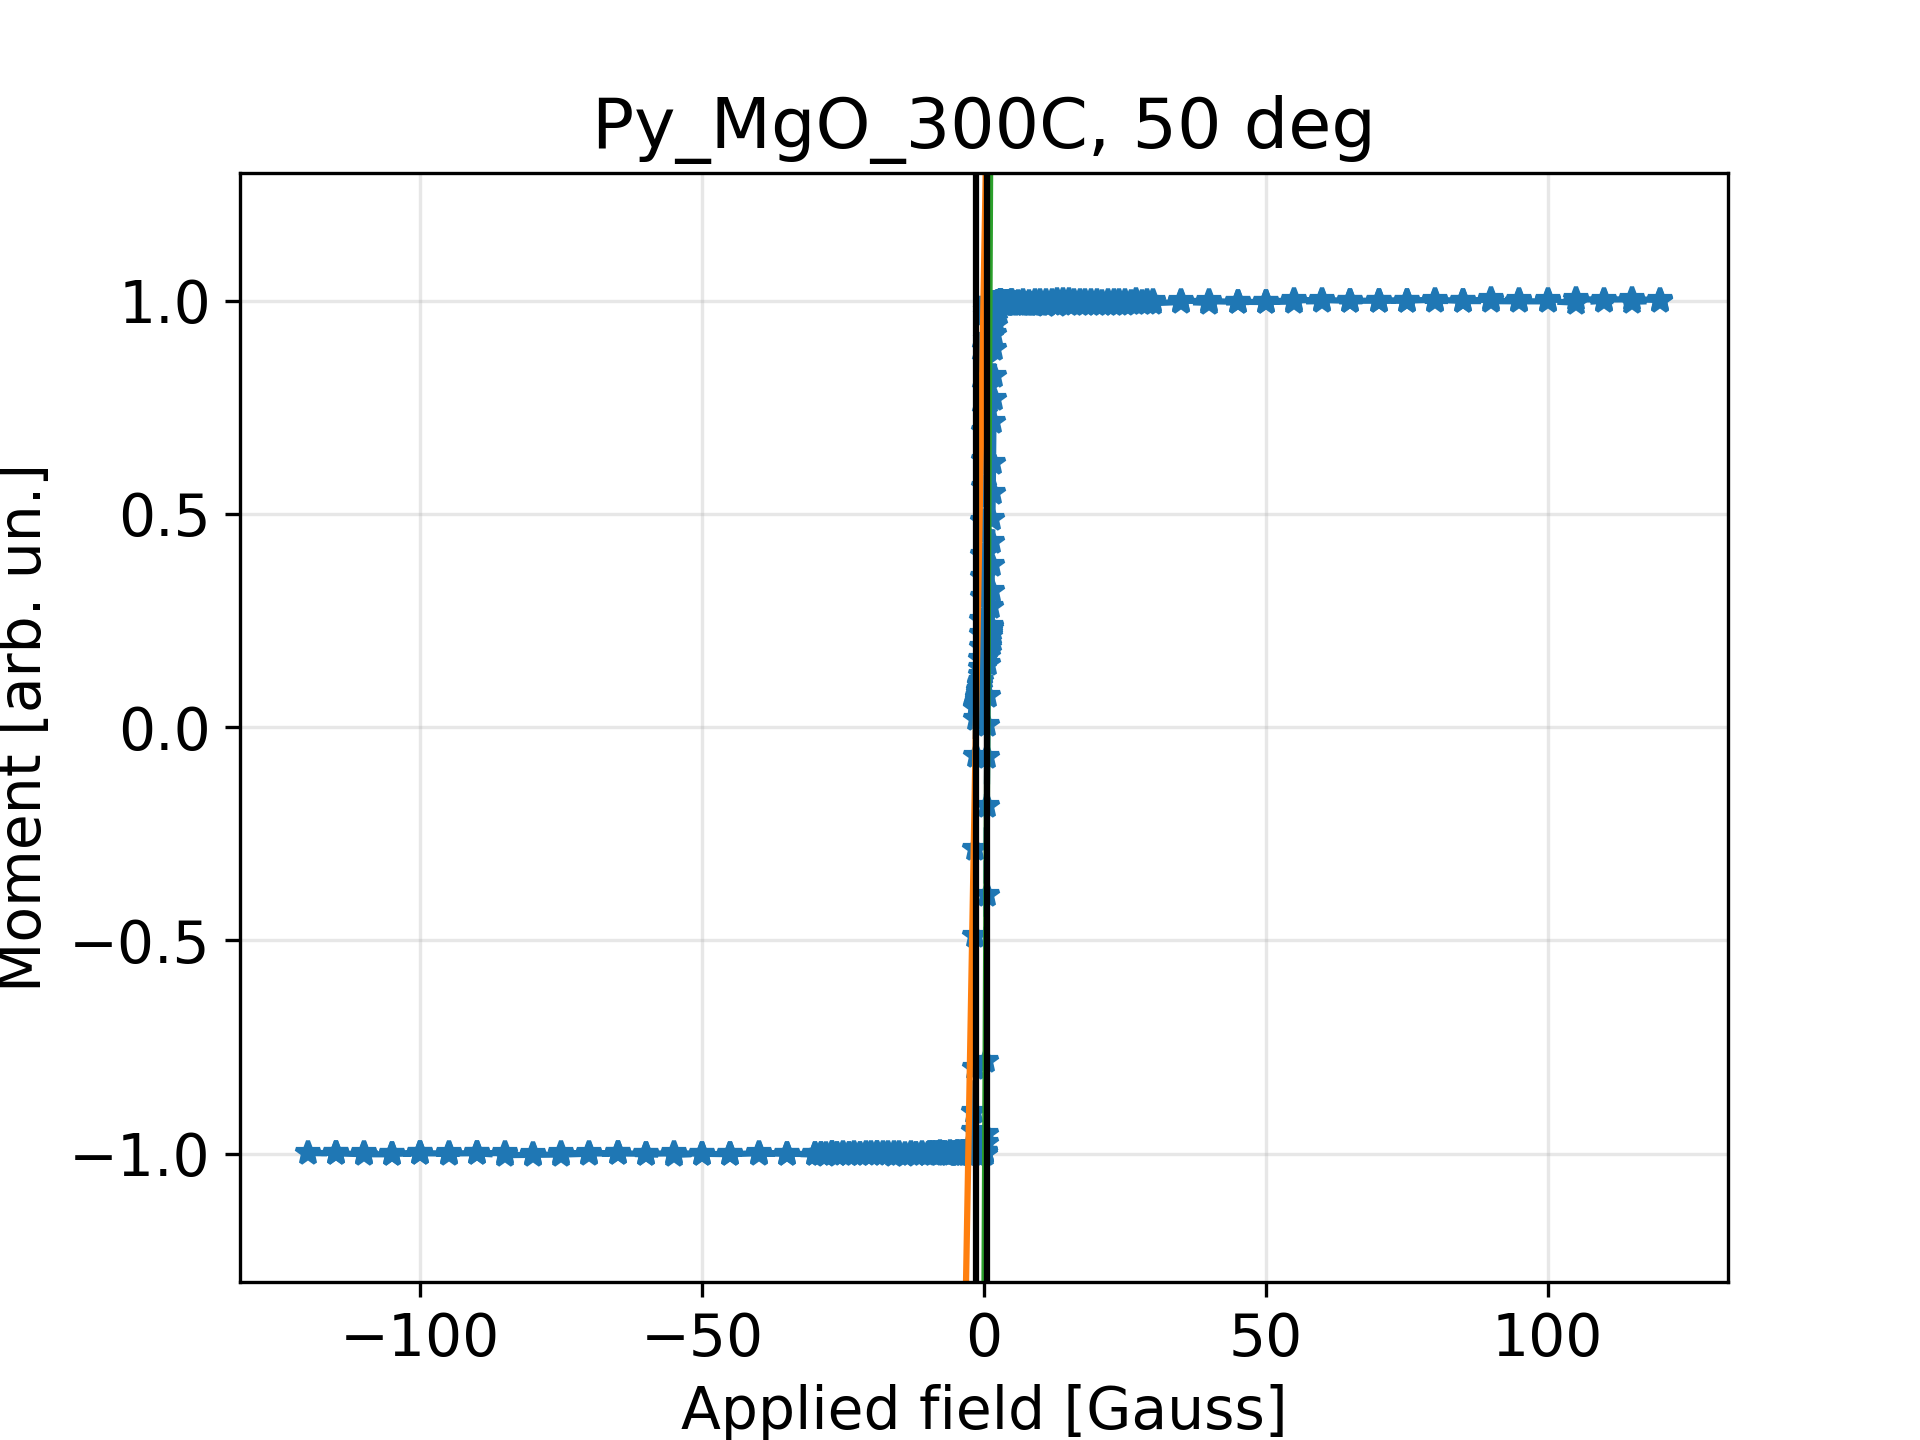 Py_MgO_300C, 50 deg
Moment [arb. un.]
1.0
0.5
0.0
−0.5
−1.0
−100 −50 0 50 100
Applied field [Gauss]